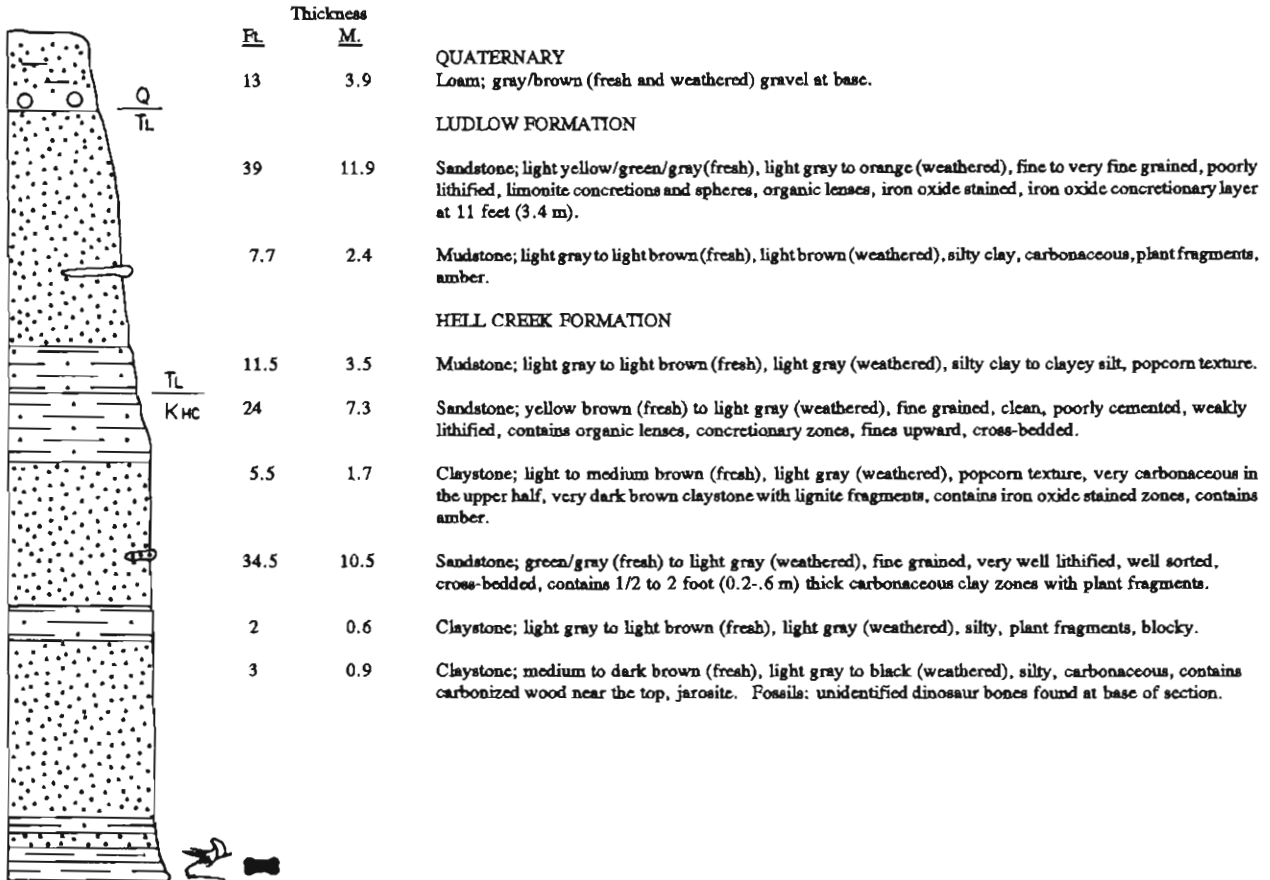 Thickness
Ft. M.
QUATERNARY
13 3.9 Loam; gray/brown (fresh and weathered) gravel at base.
Q
TL
LUDLOW FORMATION
39 11.9 Sandstone; light yellow/green/gray(fresh), light gray to orange (weathered), fine to very fine grained, poorly
lithified, limonite concretions and spheres, organic lenses, iron oxide stained, iron oxide concretionary layer
at 11 feet (3.4 m).
7.7 2.4 Mudstone; light gray to light brown (fresh), light brown (weathered), silty clay, carbonaceous, plant fragments,
amber.
HELL CREEK FORMATION
11.5 3.5 Mudstone; light gray to light brown (fresh), light gray (weathered), silty clay to clayey silt, popcorn texture.
TL
KHC
24 7.3 Sandstone; yellow brown (fresh) to light gray (weathered), fine grained, clean, poorly cemented, weakly
lithified, contains organic lenses, concretionary zones, fines upward, cross-bedded.
5.5 1.7 Claystone; light to medium brown (fresh), light gray (weathered), popcorn texture, very carbonaceous in
the upper half, very dark brown claystone with lignite fragments, contains iron oxide stained zones, contains
amber.
34.5 10.5 Sandstone; green/gray (fresh) to light gray (weathered), fine grained, very well lithified, well sorted,
cross-bedded, contains 1/2 to 2 foot (0.2-.6 m) thick carbonaceous clay zones with plant fragments.
2 0.6 Claystone; light gray to light brown (fresh), light gray (weathered), silty, plant fragments, blocky.
3 0.9 Claystone; medium to dark brown (fresh), light gray to black (weathered), silty, carbonaceous, contains
carbonized wood near the top, jarosite. Fossils: unidentified dinosaur bones found at base of section.